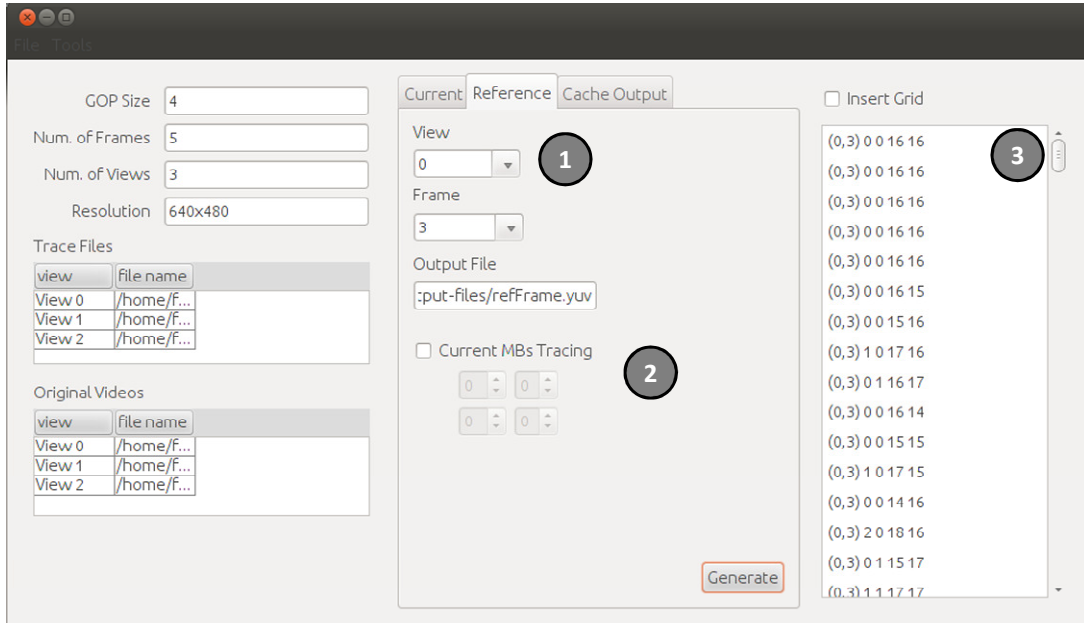 File Tools
GOP Size 4
Num. of Frames 5
Num. of Views 3
Resolution 640x480
Trace Files
view file name
View 0 /home/f...
View 1 /home/f...
View 2 /home/f...
Original Videos
view file name
View 0 /home/f...
View 1 /home/f...
View 2 /home/f...
Current Reference Cache Output
View
0
1
Frame
3
Output File
:put-files/refFrame.yuv
Current MBs Tracing
2
0 0
0 0
Generate
Insert Grid
3
(0,3) 0 0 16 16
(0,3) 0 0 16 16
(0,3) 0 0 16 16
(0,3) 0 0 16 16
(0,3) 0 0 16 16
(0,3) 0 0 16 15
(0,3) 0 0 15 16
(0,3) 1 0 17 16
(0,3) 0 1 16 17
(0,3) 0 0 16 14
(0,3) 0 0 15 15
(0,3) 1 0 17 15
(0,3) 0 0 14 16
(0,3) 2 0 18 16
(0,3) 0 1 15 17
(0,3) 1 1 17 17